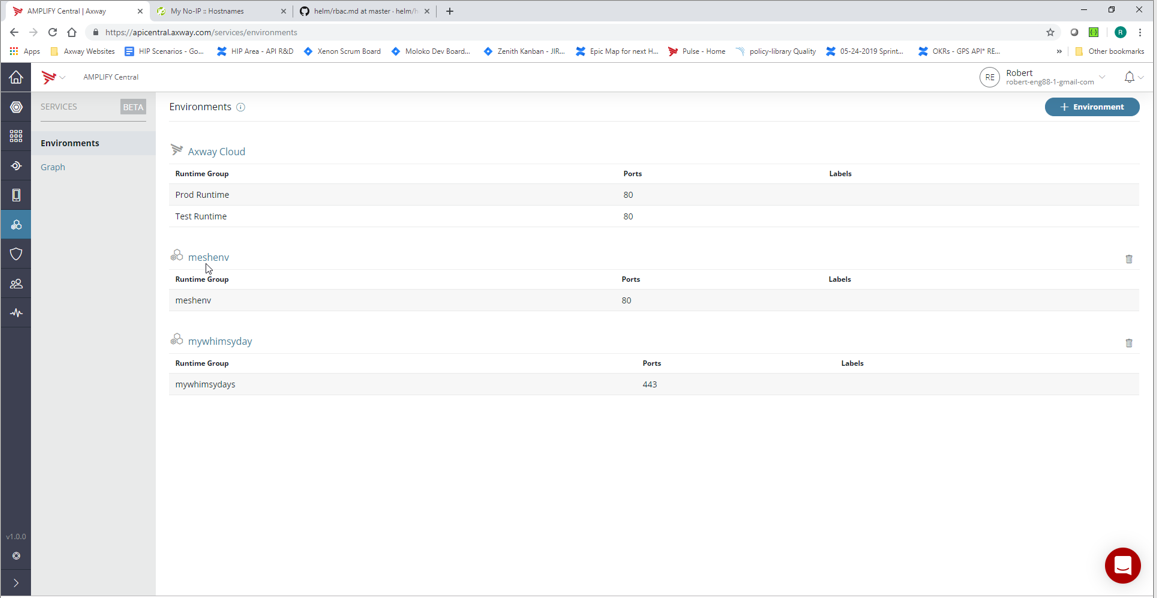 AMPLIFY Central | Axway
My No-IP :: Hostnames
helm/rbac.md at master · helm/
https://apicentral.axway.com/services/environments
R
Apps
Axway Websites
HIP Scenarios - Go...
HIP Area - API R&D
Xenon Scrum Board
Moloko Dev Board...
Zenith Kanban - JIR...
Epic Map for next H...
Pulse - Home
policy-library Quality
05-24-2019 Sprint...
OKRs - GPS API* RE...
»
Other bookmarks
AMPLIFY Central
RE
Robert
robert-eng88-1-gmail-com
SERVICES
BETA
Environments
Graph
Environments
+ Environment
Axway Cloud
Runtime Group Ports Labels
Prod Runtime 80
Test Runtime 80
meshenv
Runtime Group Ports Labels
meshenv 80
mywhimsyday
Runtime Group Ports Labels
mywhimsydays 443
v1.0.0